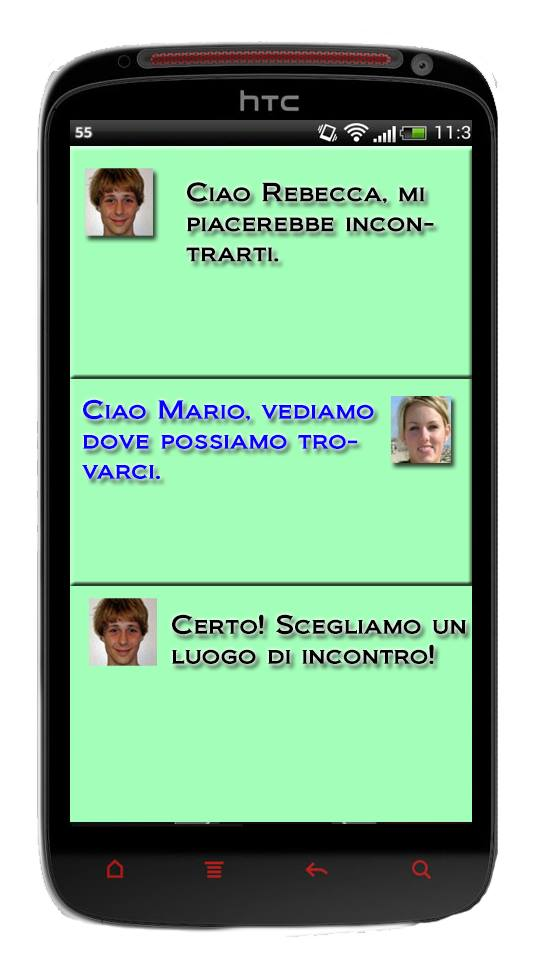 hTC
55 11:3
Ciao Rebecca, mi
piacerebbe incon-
trarti.
Ciao Mario, vediamo
dove possiamo tro-
varci.
Certo! Scegliamo un
luogo di incontro!